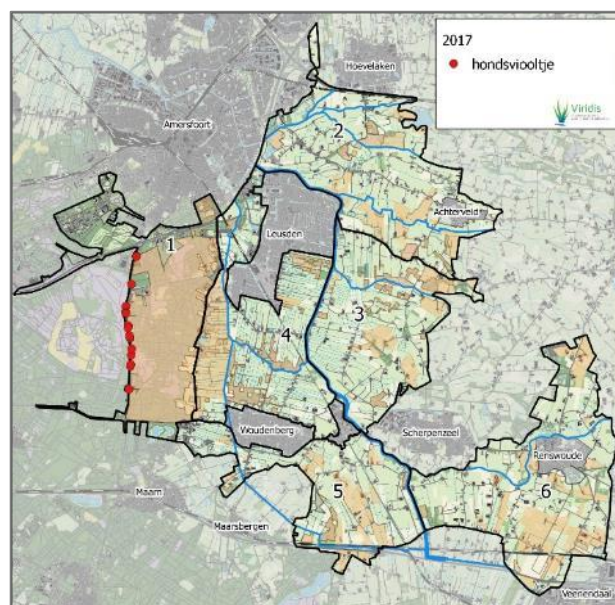 2017
hondsviooltje
Viridis
Hoevelaken
Amersfoort
2
Achterveld
1
Leusden
3
4
Woudenberg
Scherpenzeel
Renswoude
5
6
Maarn
Maarsbergen
Veenendaal